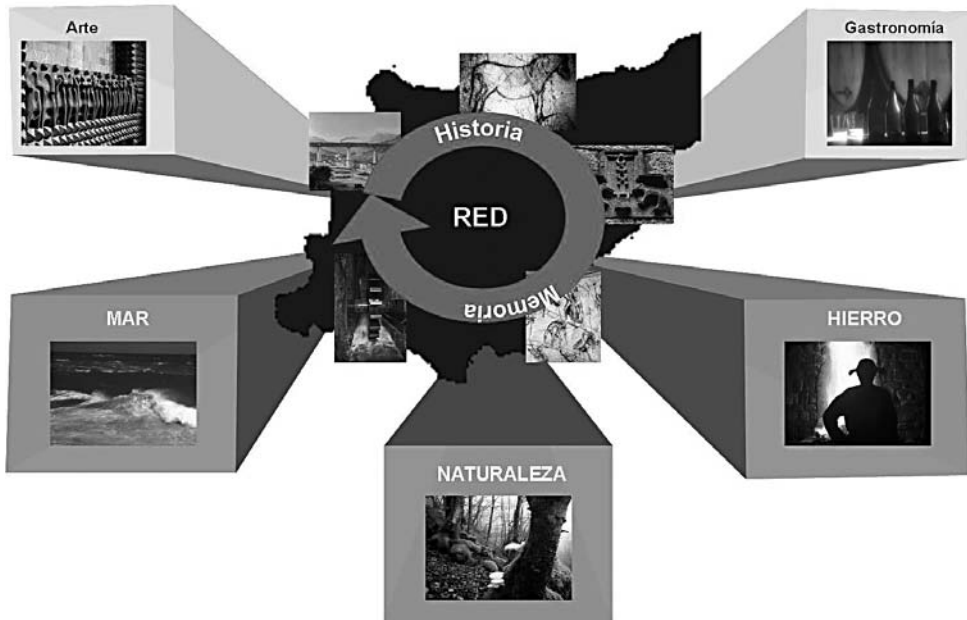 Arte
Gastronomía
Historia
RED
Memoria
MAR
HIERRO
NATURALEZA